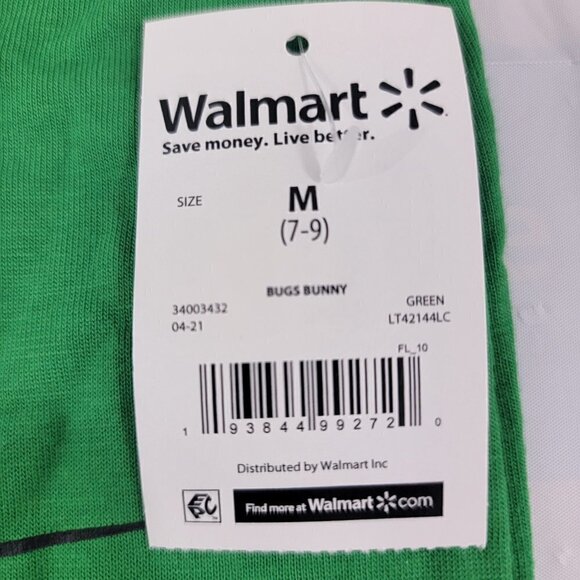 Walmart
Save money. Live better.
SIZE M
(7-9)
BUGS BUNNY
34003432 GREEN
04-21 LT42144LC
FL_10
1 93844 99272 0
Distributed by Walmart Inc
EPC Find more at Walmart.com